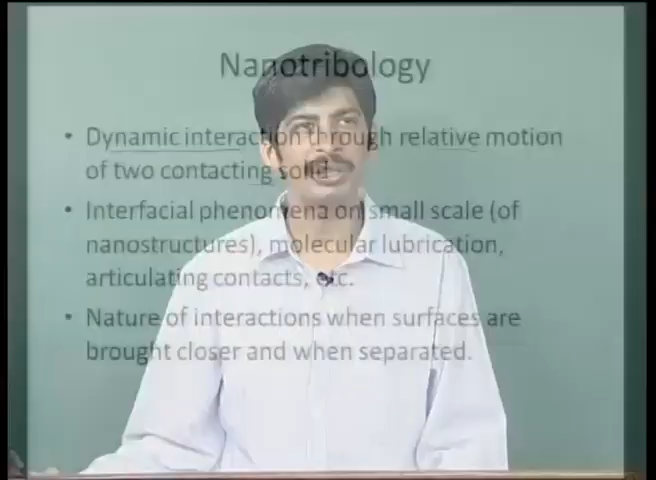 Nanotribology
• Dynamic interaction through relative motion
of two contacting solid
• Interfacial phenomena on small scale (of
nanostructures), molecular lubrication,
articulating contacts, etc.
• Nature of interactions when surfaces are
brought closer and when separated.